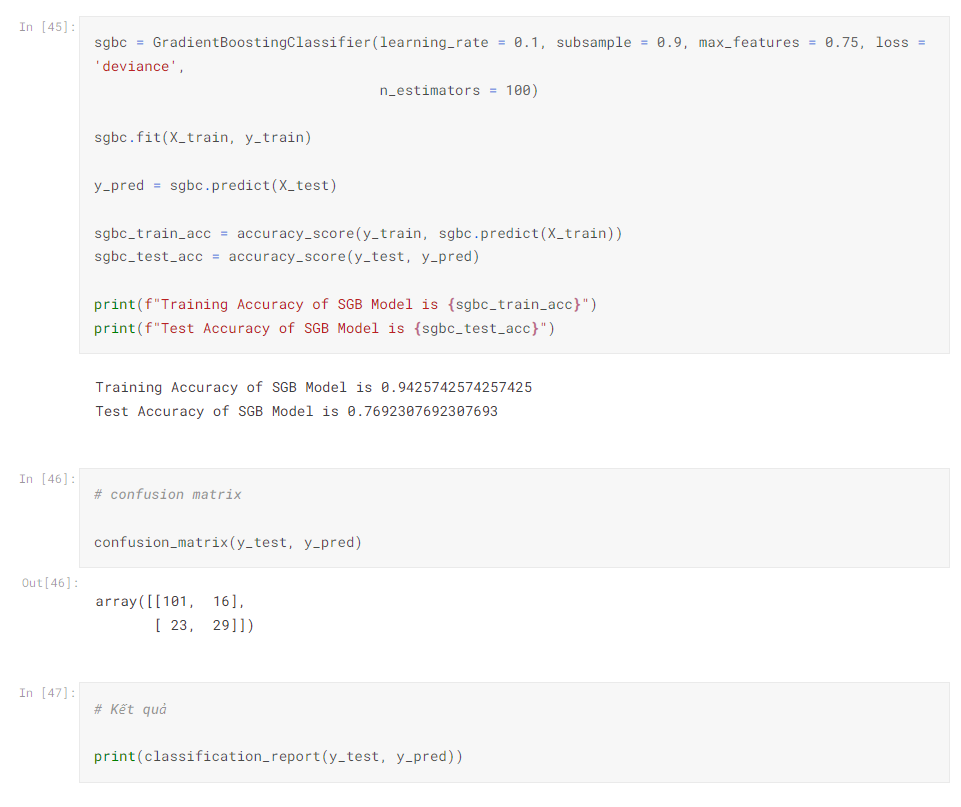 In [45]:
sgbc = GradientBoostingClassifier(learning_rate = 0.1, subsample = 0.9, max_features = 0.75, loss =
'deviance',
                                  n_estimators = 100)
sgbc.fit(X_train, y_train)
y_pred = sgbc.predict(X_test)
sgbc_train_acc = accuracy_score(y_train, sgbc.predict(X_train))
sgbc_test_acc = accuracy_score(y_test, y_pred)
print(f"Training Accuracy of SGB Model is {sgbc_train_acc}")
print(f"Test Accuracy of SGB Model is {sgbc_test_acc}")
Training Accuracy of SGB Model is 0.9425742574257425
Test Accuracy of SGB Model is 0.7692307692307693
In [46]:
# confusion matrix
confusion_matrix(y_test, y_pred)
Out[46]:
array([[101,  16],
       [ 23,  29]])
In [47]:
# Kết quả
print(classification_report(y_test, y_pred))